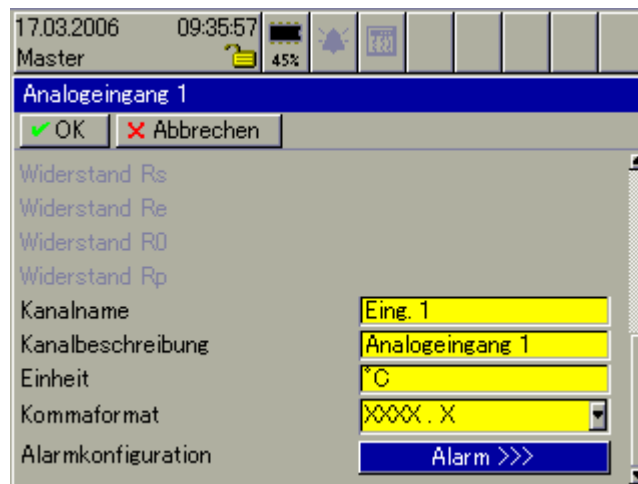 17.03.2006 09:35:57
Master
45%
Analogeingang 1
OK Abbrechen
Widerstand Rs
Widerstand Re
Widerstand R0
Widerstand Rp
Kanalname Eing. 1
Kanalbeschreibung Analogeingang 1
Einheit °C
Kommaformat XXXX . X
Alarmkonfiguration Alarm >>>